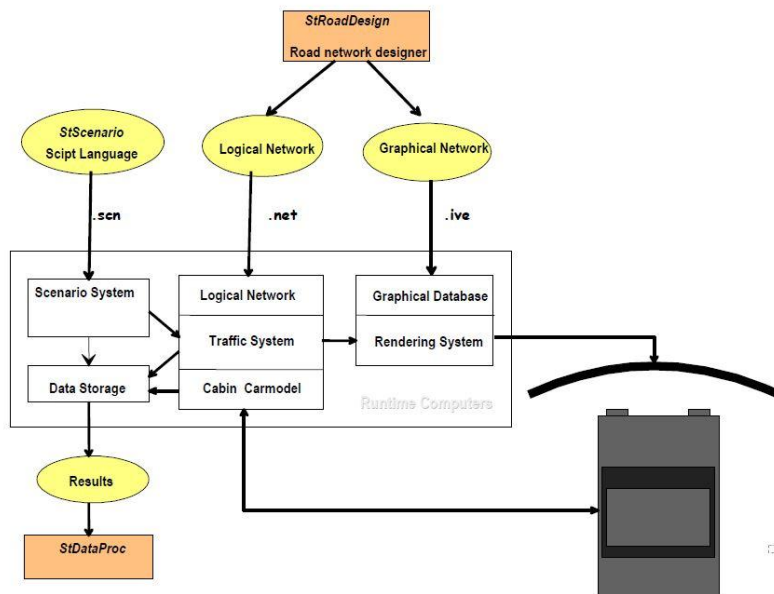 StRoadDesign
Road network designer
StScenario
Scipt Language
Logical Network
Graphical Network
.scn
.net
.ive
Scenario System
Logical Network
Graphical Database
Traffic System
Rendering System
Data Storage
Cabin Carmodel
Runtime Computers
Results
StDataProc